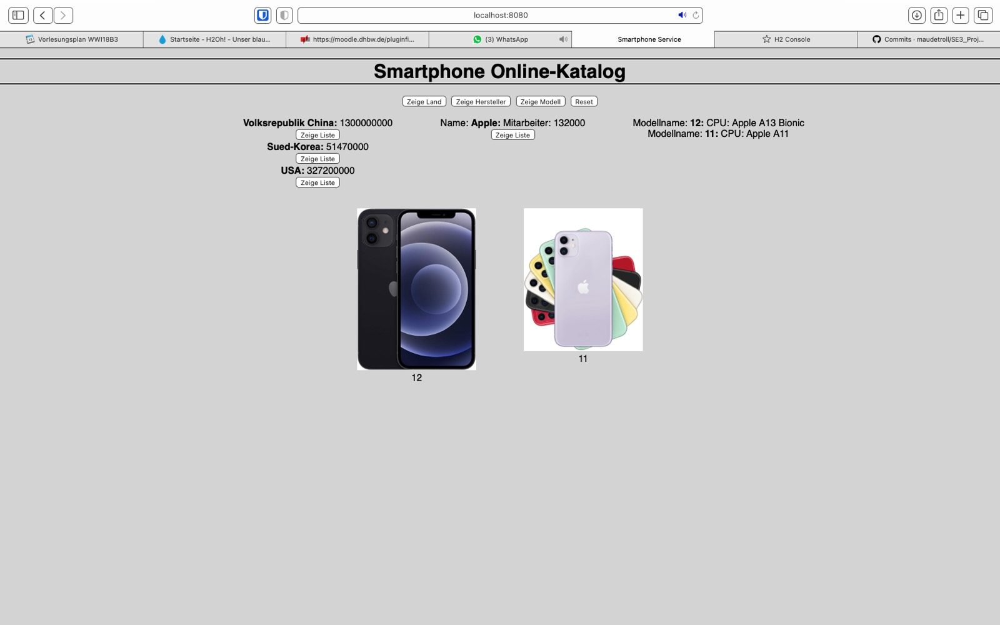 localhost:8080
Vorlesungsplan WWI18B3
Startseite - H2Oh! - Unser blau...
https://moodle.dhbw.de/pluginfi...
(3) WhatsApp
Smartphone Service
H2 Console
Commits · maudetroll/SE3_Proj...
Smartphone Online-Katalog
Zeige Land
Zeige Hersteller
Zeige Modell
Reset
Volksrepublik China: 1300000000
Zeige Liste
Sued-Korea: 51470000
Zeige Liste
USA: 327200000
Zeige Liste
Name: Apple: Mitarbeiter: 132000
Zeige Liste
Modellname: 12: CPU: Apple A13 Bionic
Modellname: 11: CPU: Apple A11
12
11